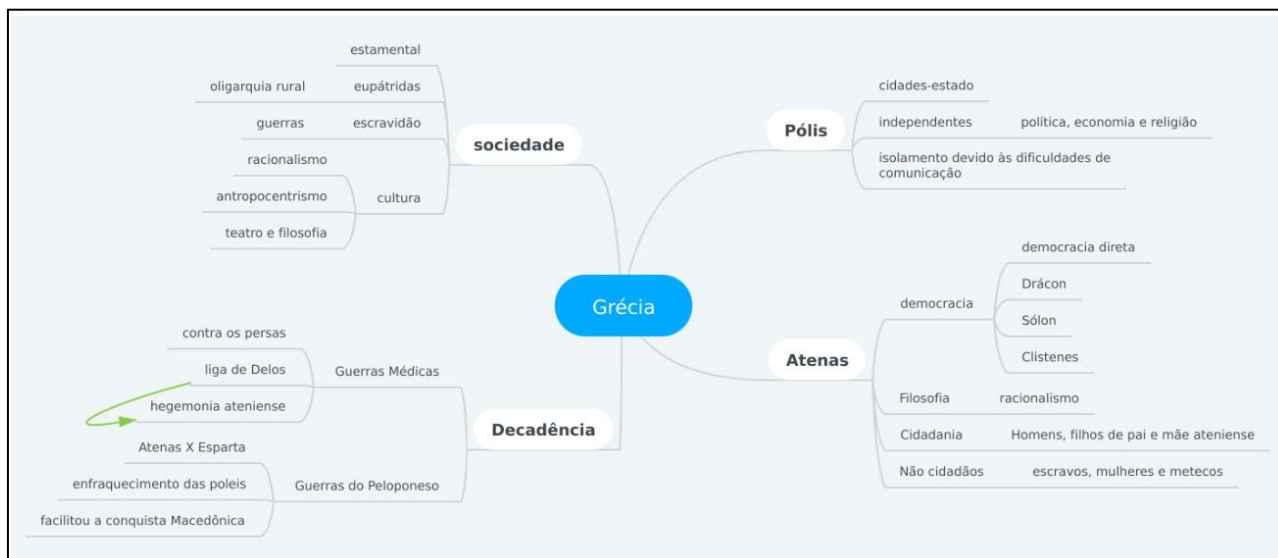 Grécia
sociedade
estamental
oligarquia rural
eupátridas
guerras
escravidão
racionalismo
antropocentrismo
teatro e filosofia
cultura
Decadência
contra os persas
liga de Delos
hegemonia ateniense
Guerras Médicas
Atenas X Esparta
enfraquecimento das poleis
facilitou a conquista Macedônica
Guerras do Peloponeso
Pólis
cidades-estado
independentes
política, economia e religião
isolamento devido às dificuldades de
comunicação
Atenas
democracia
democracia direta
Drácon
Sólon
Clistenes
Filosofia
racionalismo
Cidadania
Homens, filhos de pai e mãe ateniense
Não cidadãos
escravos, mulheres e metecos